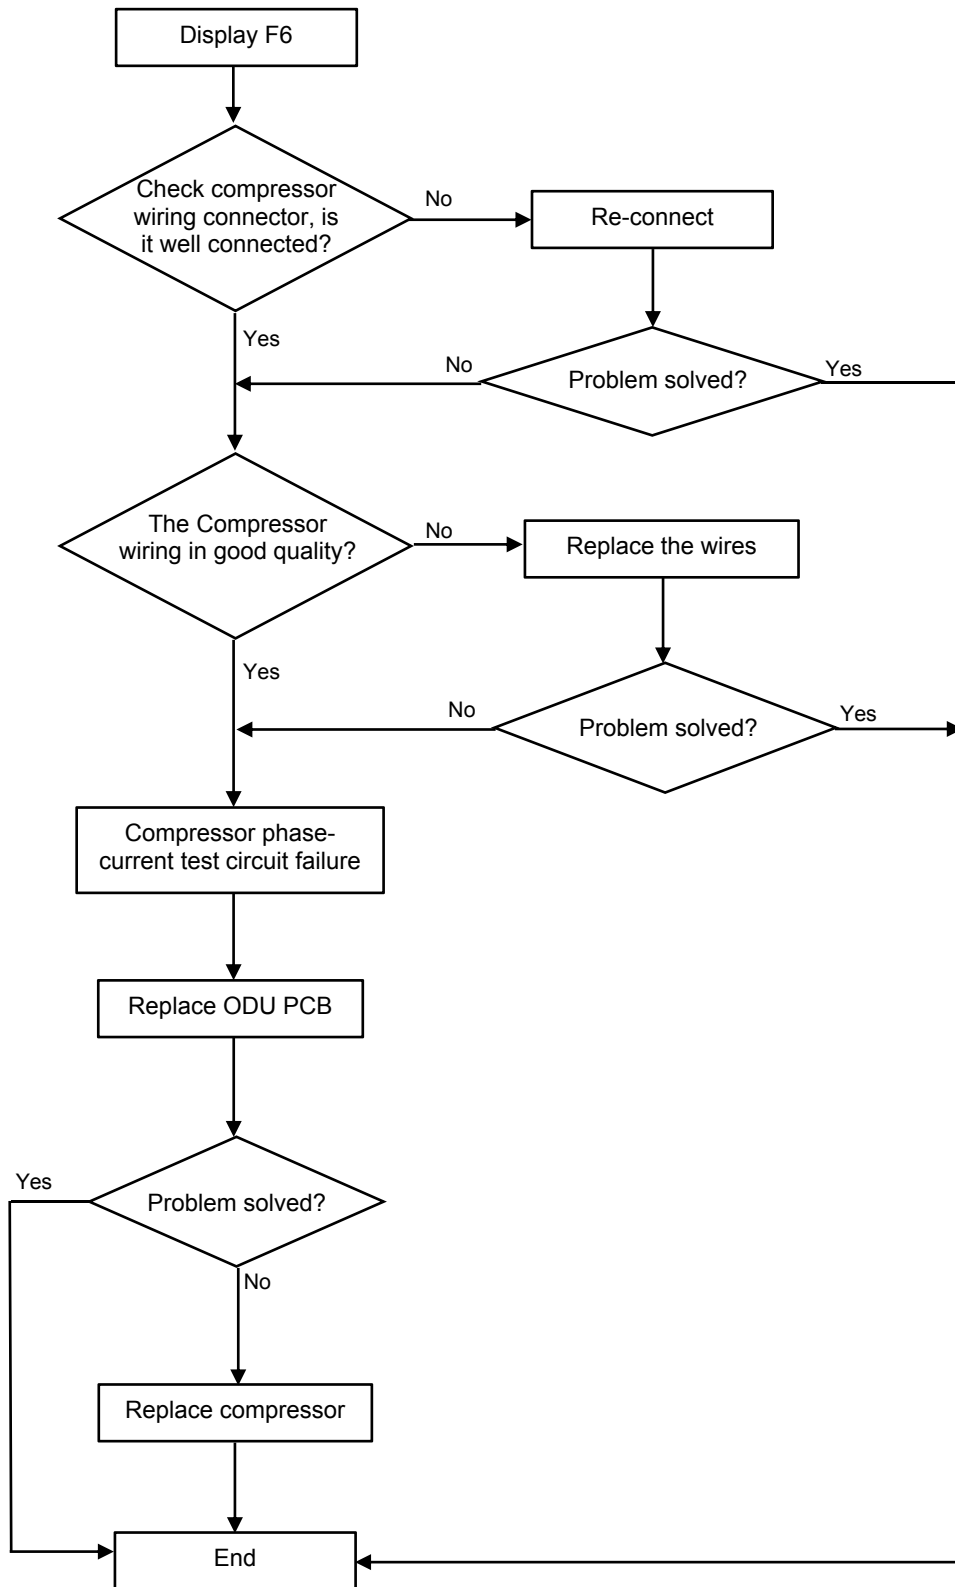 Display F6
Check compressor
wiring connector, is
it well connected?
No
Re-connect
Yes
No
Problem solved?
Yes
The Compressor
wiring in good quality?
No
Replace the wires
Yes
No
Problem solved?
Yes
Compressor phase-
current test circuit failure
Replace ODU PCB
Yes
Problem solved?
No
Replace compressor
End